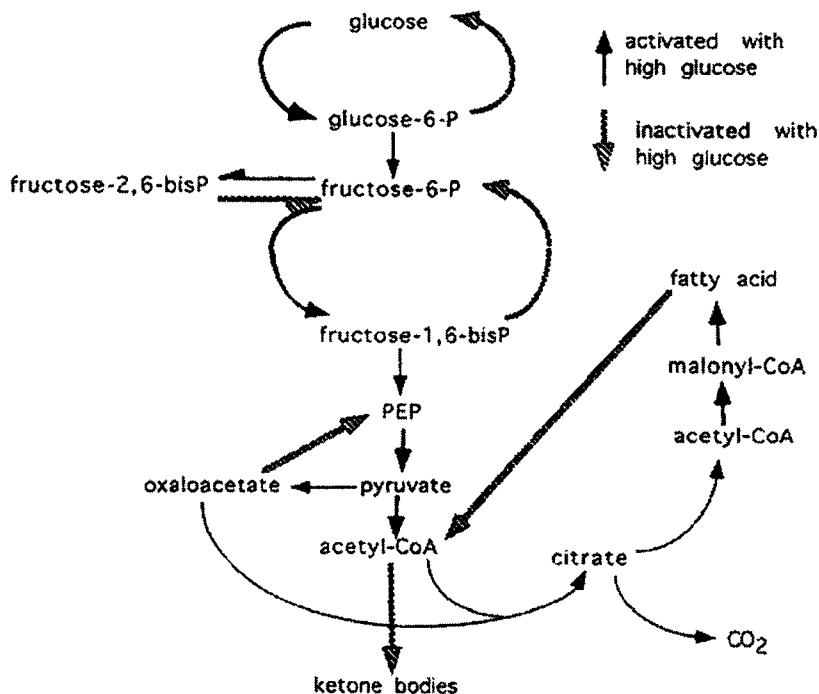 glucose
activated with
high glucose
glucose-6-P
inactivated with
high glucose
fructose-2,6-bisP
fructose-6-P
fatty acid
fructose-1,6-bisP
malonyl-CoA
PEP
acetyl-CoA
oxaloacetate
pyruvate
acetyl-CoA
citrate
CO2
ketone bodies